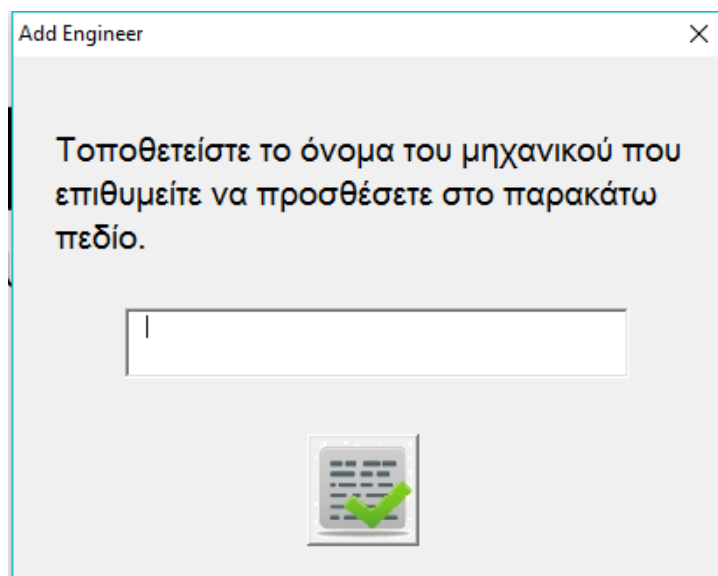 Add Engineer
Τοποθετείστε το όνομα του μηχανικού που
επιθυμείτε να προσθέσετε στο παρακάτω
πεδίο.